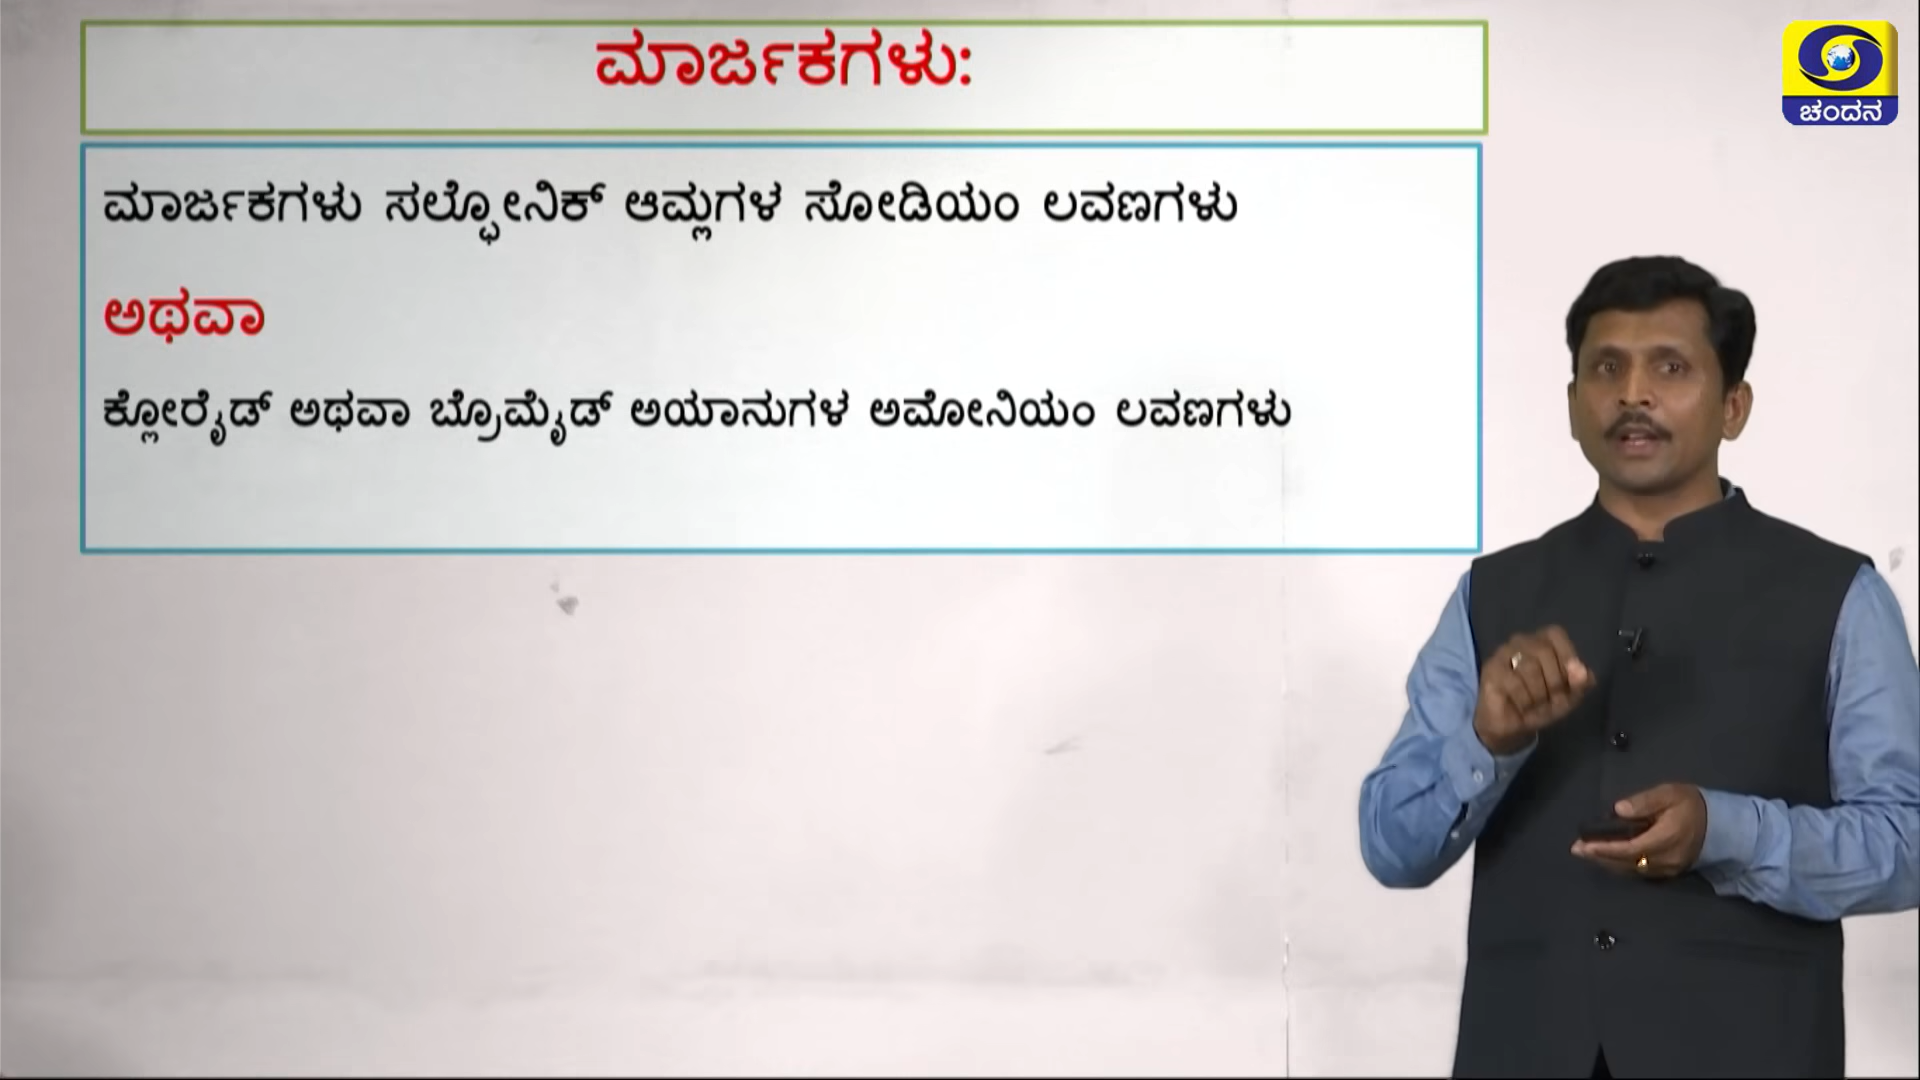 ಮಾರ್ಜಕಗಳು:
ಚಂದನ
ಮಾರ್ಜಕಗಳು ಸಲ್ಫೋನಿಕ್ ಆಮ್ಲಗಳ ಸೋಡಿಯಂ ಲವಣಗಳು
ಅಥವಾ
ಕ್ಲೋರೈಡ್ ಅಥವಾ ಬ್ರೊಮೈಡ್ ಅಯಾನುಗಳ ಅಮೋನಿಯಂ ಲವಣಗಳು